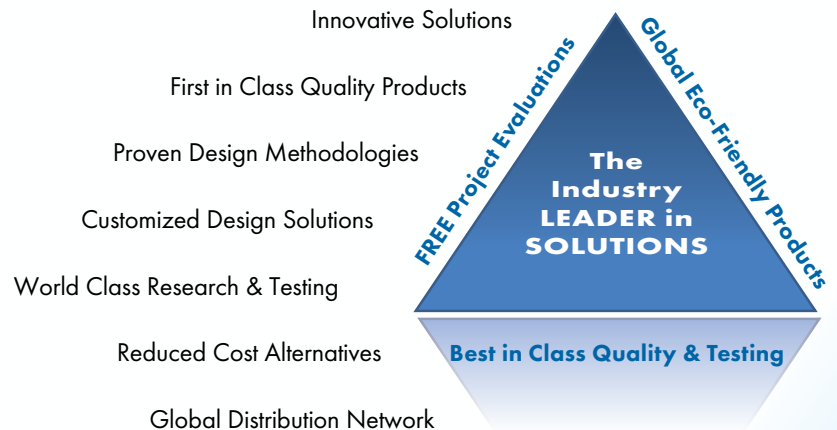 Innovative Solutions
First in Class Quality Products
Proven Design Methodologies
Customized Design Solutions
World Class Research & Testing
Reduced Cost Alternatives
Global Distribution Network
FREE Project Evaluations
Global Eco-Friendly Products
The
Industry
LEADER in
SOLUTIONS
Best in Class Quality & Testing